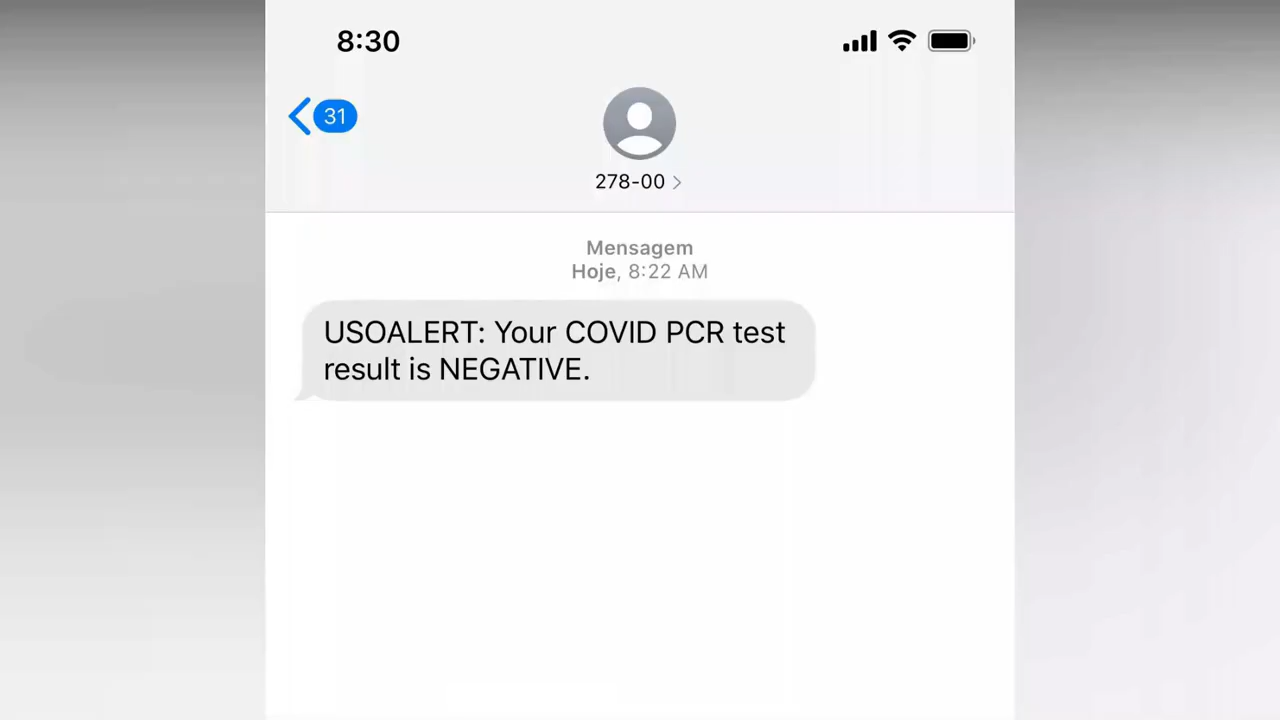 8:30
31
278-00
Mensagem
Hoje, 8:22 AM
USOALERT: Your COVID PCR test
result is NEGATIVE.